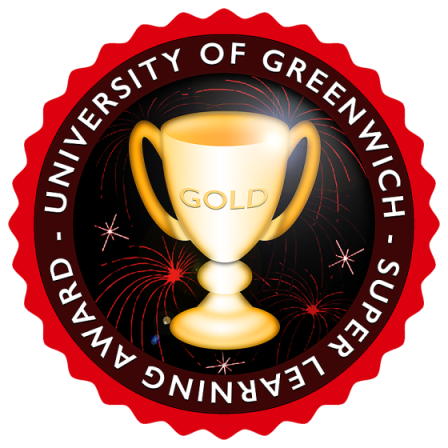 UNIVERSITY OF GREENWICH - SUPER LEARNING AWARD -
GOLD